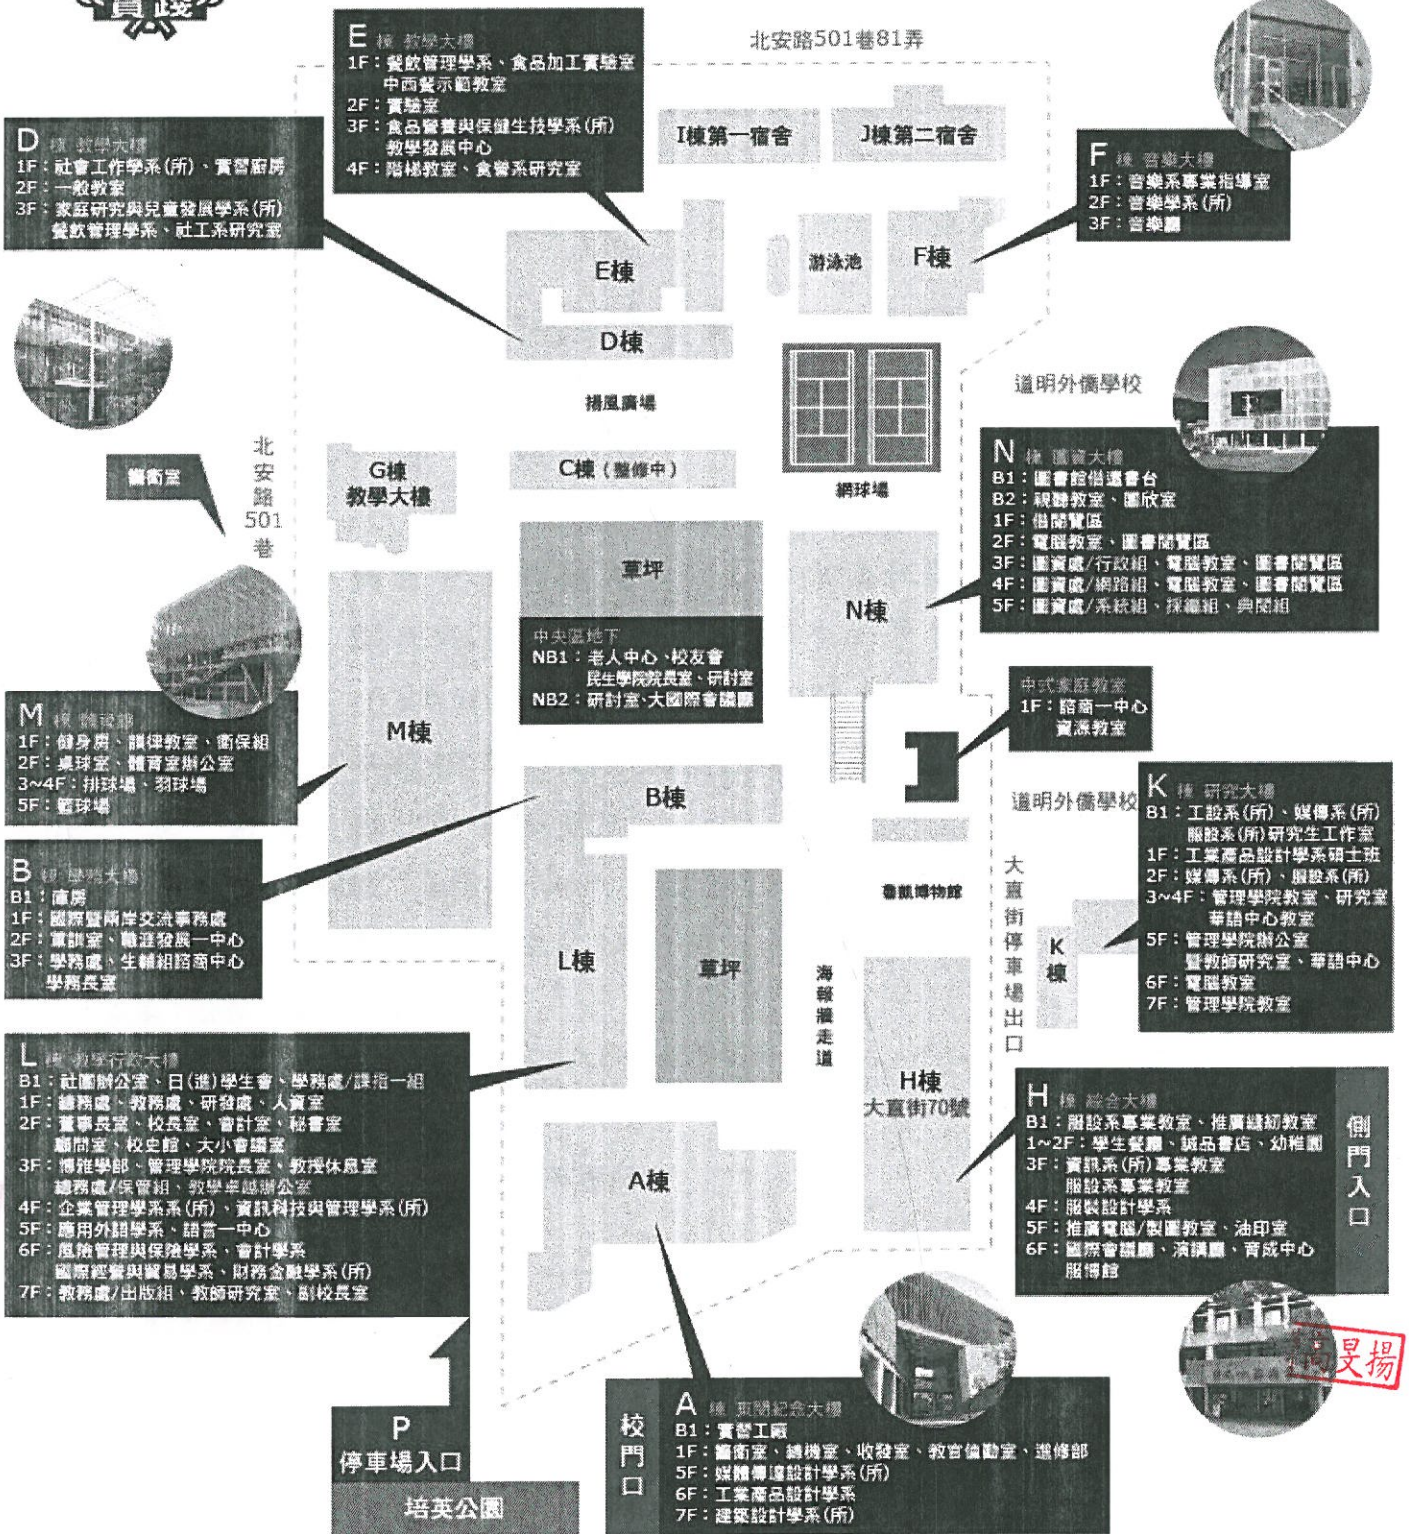 實踐
北安路501巷81弄
E 棟 教學大樓
1F：餐飲管理學系、食品加工實驗室
中西餐示範教室
2F：實驗室
3F：食品營養與保健生技學系(所)
教學發展中心
4F：階梯教室、食營系研究室
D 棟 教學大樓
1F：社會工作學系(所)、實習廚房
2F：一般教室
3F：家庭研究與兒童發展學系(所)
餐飲管理學系、社工系研究室
I棟第一宿舍
J棟第二宿舍
F 棟 音樂大樓
1F：音樂系專業指導室
2F：音樂學系(所)
3F：音樂廳
E棟
游泳池
F棟
D棟
搢風廣場
道明外僑學校
網球場
警衛室
北安路501巷
G棟
教學大樓
C棟（整修中）
N 棟 圖資大樓
B1：圖書館借還書台
B2：視聽教室、團欣室
1F：借閱覽區
2F：電腦教室、圖書閱覽區
3F：圖資處/行政組、電腦教室、圖書閱覽區
4F：圖資處/網路組、電腦教室、圖書閱覽區
5F：圖資處/系統組、採編組、典閱組
草坪
N棟
中央區地下
NB1：老人中心、校友會
民生學院院長室、研討室
NB2：研討室、大國際會議廳
中式家庭教室
1F：諮商一中心
資源教室
M 棟 體育館
1F：健身房、韻律教室、衛保組
2F：桌球室、體育室辦公室
3~4F：排球場、羽球場
5F：籃球場
M棟
B棟
道明外僑學校
K 棟 研究大樓
B1：工設系(所)、媒傳系(所)
服設系(所)研究生工作室
1F：工業產品設計學系碩士班
2F：媒傳系(所)、服設系(所)
3~4F：管理學院教室、研究室
華語中心教室
5F：管理學院辦公室
暨教師研究室、華語中心
6F：電腦教室
7F：管理學院教室
B 棟 學務大樓
B1：庫房
1F：國際暨兩岸交流事務處
2F：軍訓室、職涯發展一中心
3F：學務處、生輔組諮商中心
學務長室
魯凱博物館
大直街停車場出口
K棟
L棟
草坪
海報牆走道
L 棟 教學行政大樓
B1：社團辦公室、日(進)學生會、學務處/課指一組
1F：總務處、教務處、研發處、人資室
2F：董事長室、校長室、會計室、秘書室
顧問室、校史館、大小會議室
3F：博雅學部、管理學院院長室、教授休息室
總務處/保管組、教學卓越辦公室
4F：企業管理學系系(所)、資訊科技與管理學系(所)
5F：應用外語學系、語言一中心
6F：風險管理與保險學系、會計學系
國際經營與貿易學系、財務金融學系(所)
7F：教務處/出版組、教師研究室、副校長室
H棟
大直街70號
H 棟 綜合大樓
B1：服設系專業教室、推廣縫紉教室
1~2F：學生餐廳、誠品書店、幼稚園
3F：資訊系(所)專業教室
服設系專業教室
4F：服裝設計學系
5F：推廣電腦/製圖教室、油印室
6F：國際會議廳、演講廳、育成中心
服博館
側門入口
A棟
旻揚
P
停車場入口
培英公園
校門口
A 棟 東閔紀念大樓
B1：實習工廠
1F：警衛室、總機室、收發室、教官值勤室、進修部
5F：媒體傳達設計學系(所)
6F：工業產品設計學系
7F：建築設計學系(所)